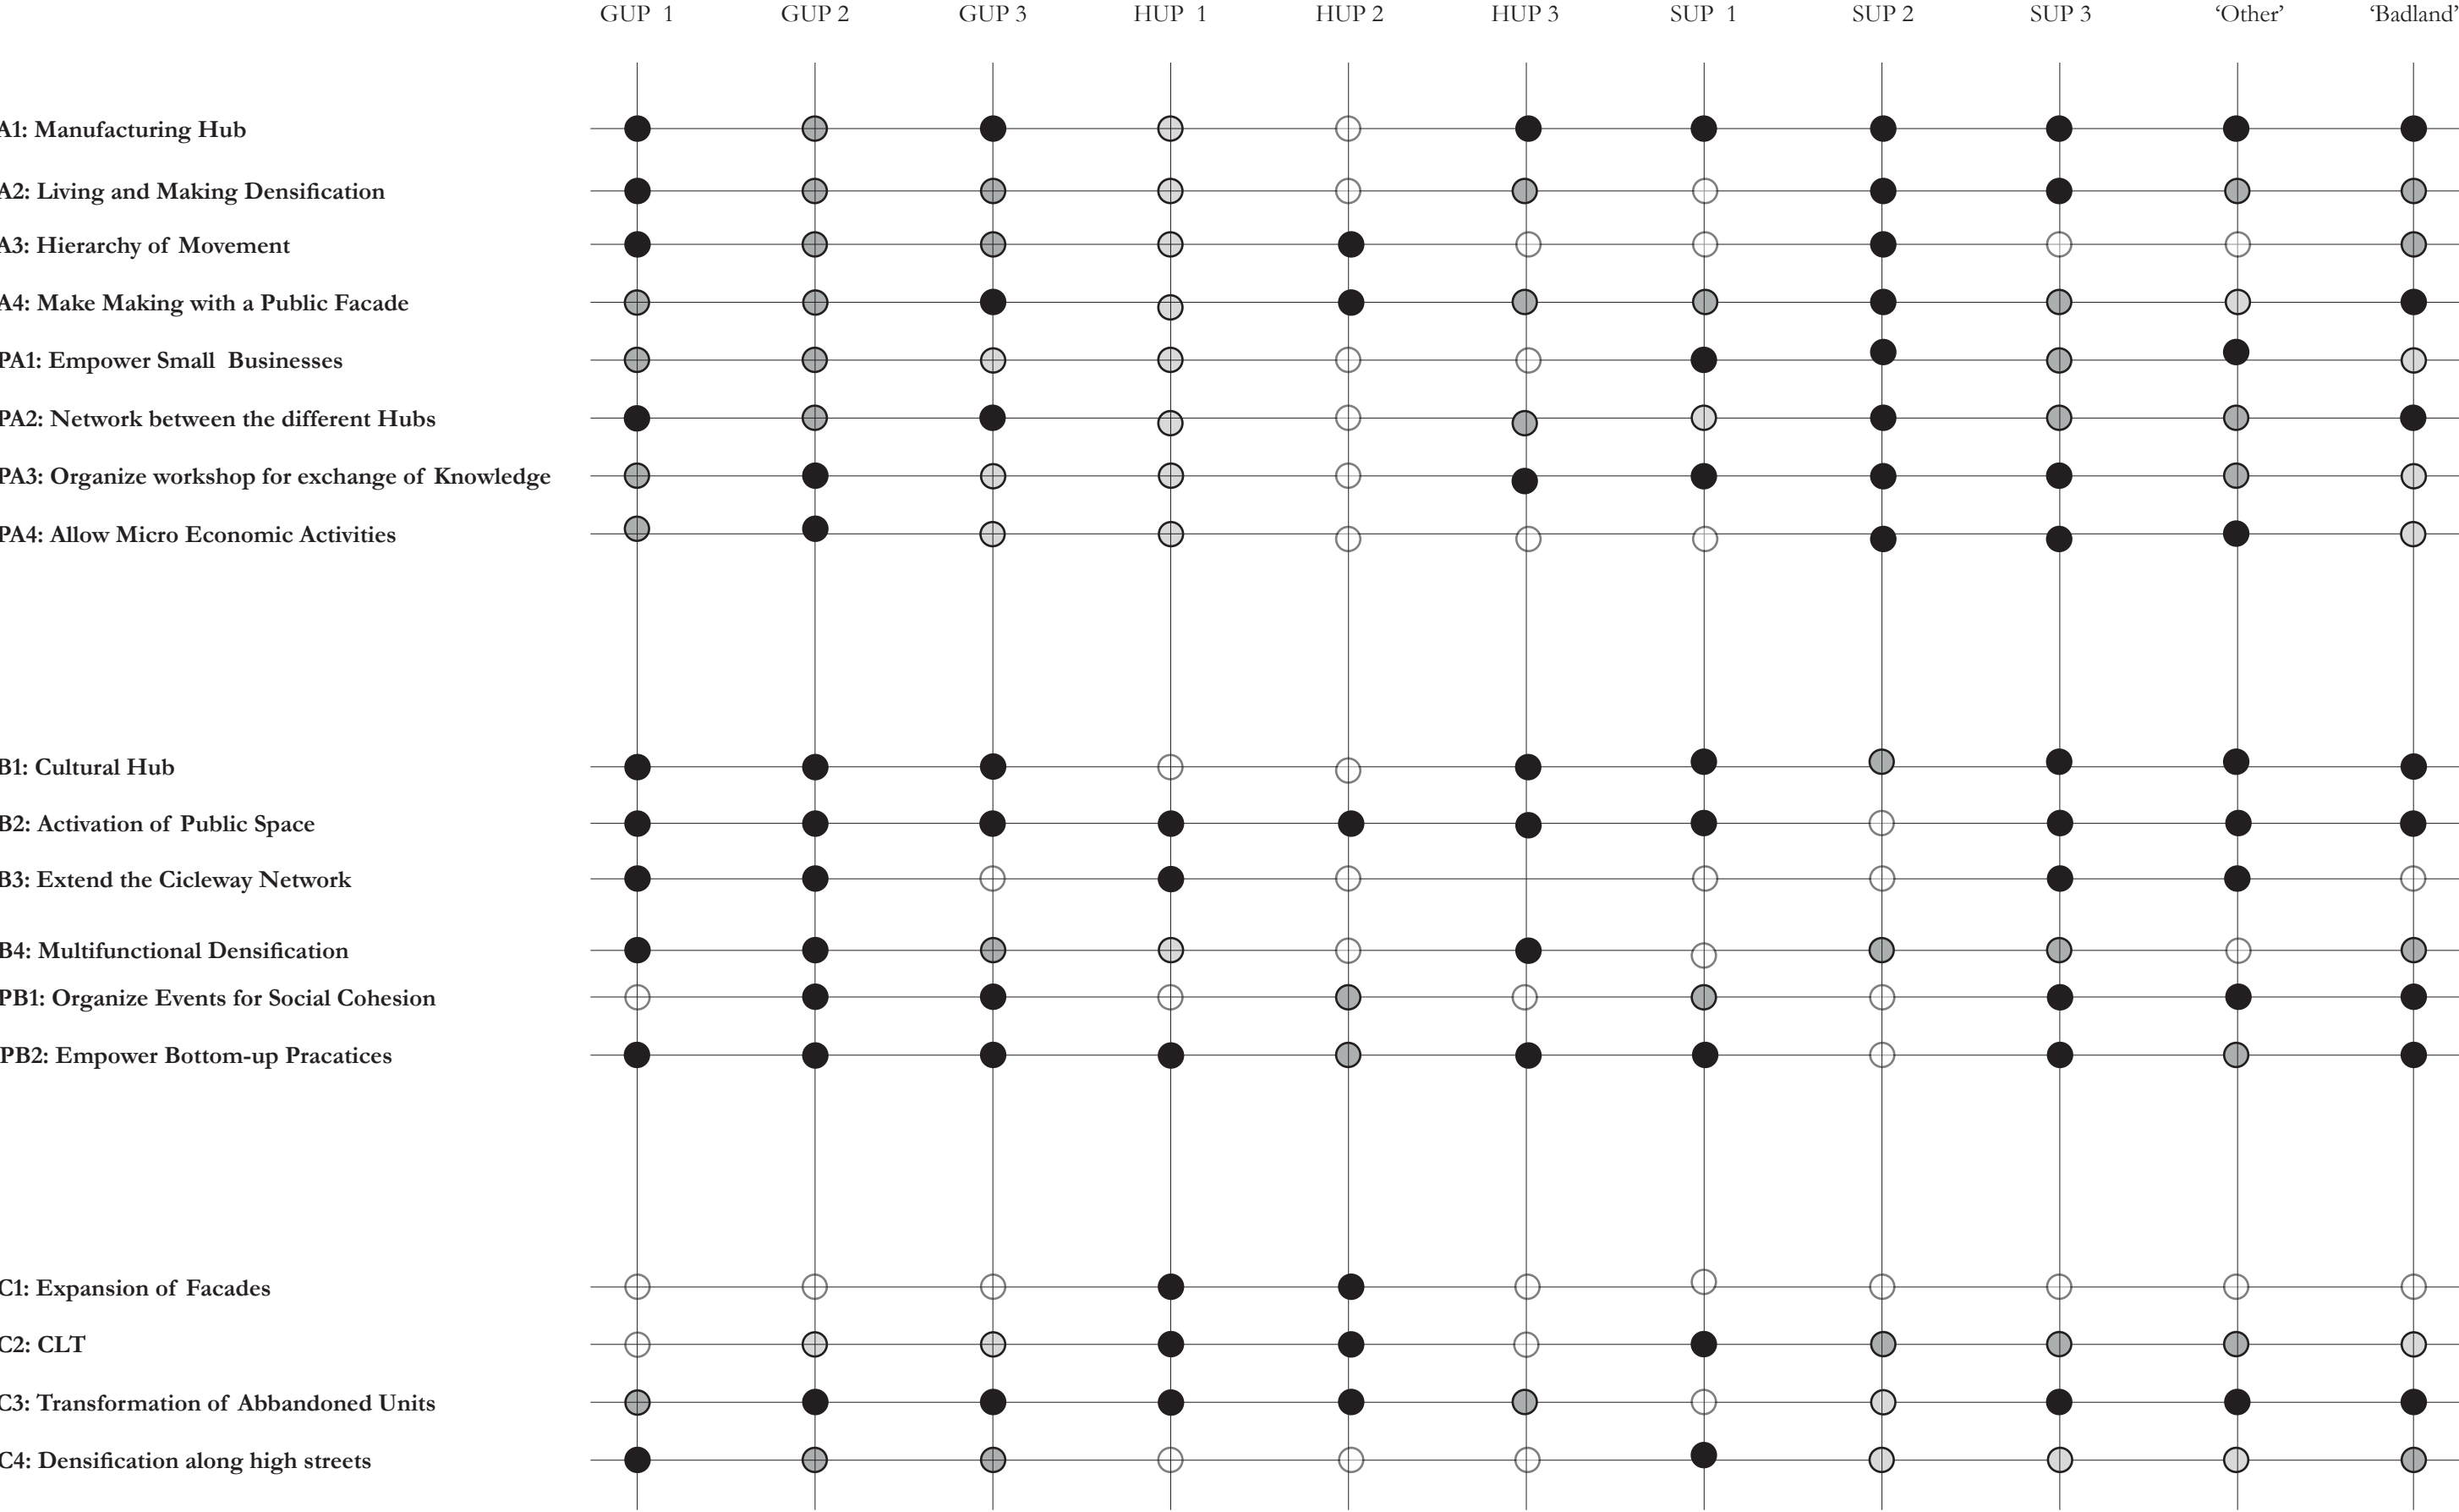 GUP 1 GUP 2 GUP 3 HUP 1 HUP 2 HUP 3 SUP 1 SUP 2 SUP 3 ‘Other’ ‘Badland’
A1: Manufacturing Hub
A2: Living and Making Densification
A3: Hierarchy of Movement
A4: Make Making with a Public Facade
PA1: Empower Small Businesses
PA2: Network between the different Hubs
PA3: Organize workshop for exchange of Knowledge
PA4: Allow Micro Economic Activities
B1: Cultural Hub
B2: Activation of Public Space
B3: Extend the Cicleway Network
B4: Multifunctional Densification
PB1: Organize Events for Social Cohesion
PB2: Empower Bottom-up Pracatices
C1: Expansion of Facades
C2: CLT
C3: Transformation of Abbandoned Units
C4: Densification along high streets